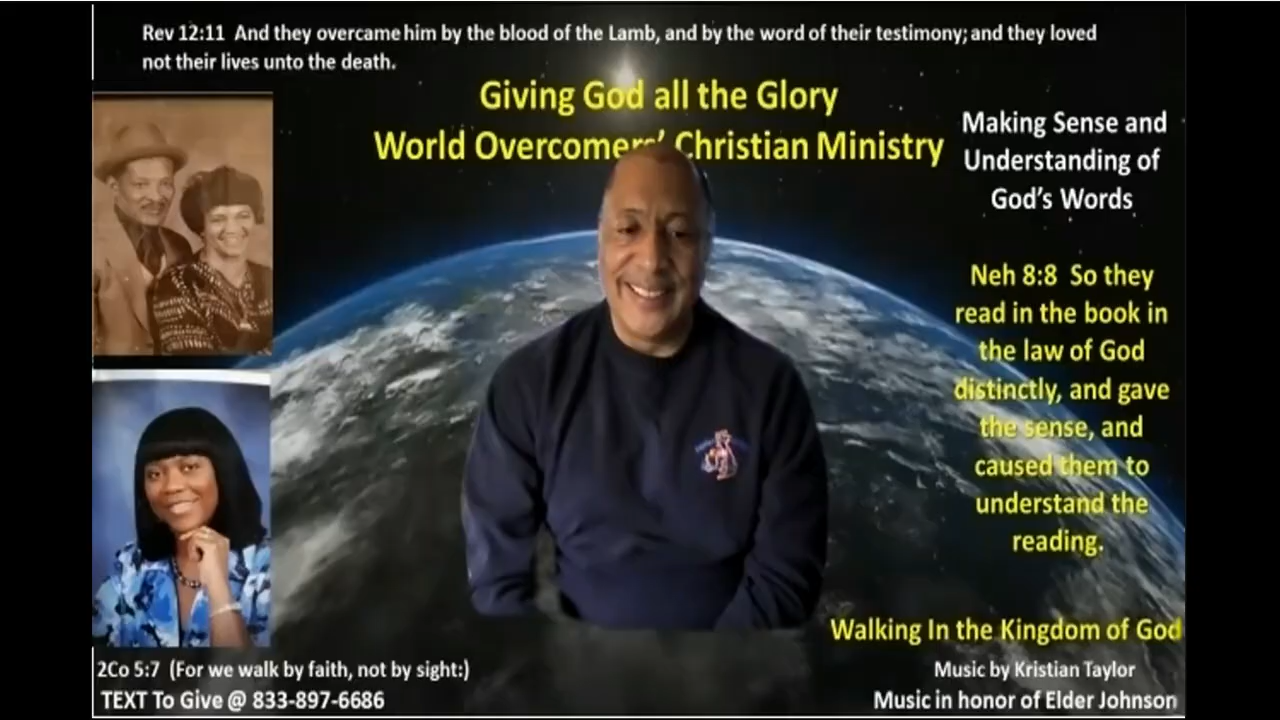 Rev 12:11 And they overcame him by the blood of the Lamb, and by the word of their testimony; and they loved
not their lives unto the death.
Giving God all the Glory
World Overcomers' Christian Ministry
Making Sense and
Understanding of
God's Words
Neh 8:8 So they
read in the book in
the law of God
distinctly, and gave
the sense, and
caused them to
understand the
reading.
Walking In the Kingdom of God
2Co 5:7 (For we walk by faith, not by sight:)
TEXT To Give @ 833-897-6686
Music by Kristian Taylor
Music in honor of Elder Johnson